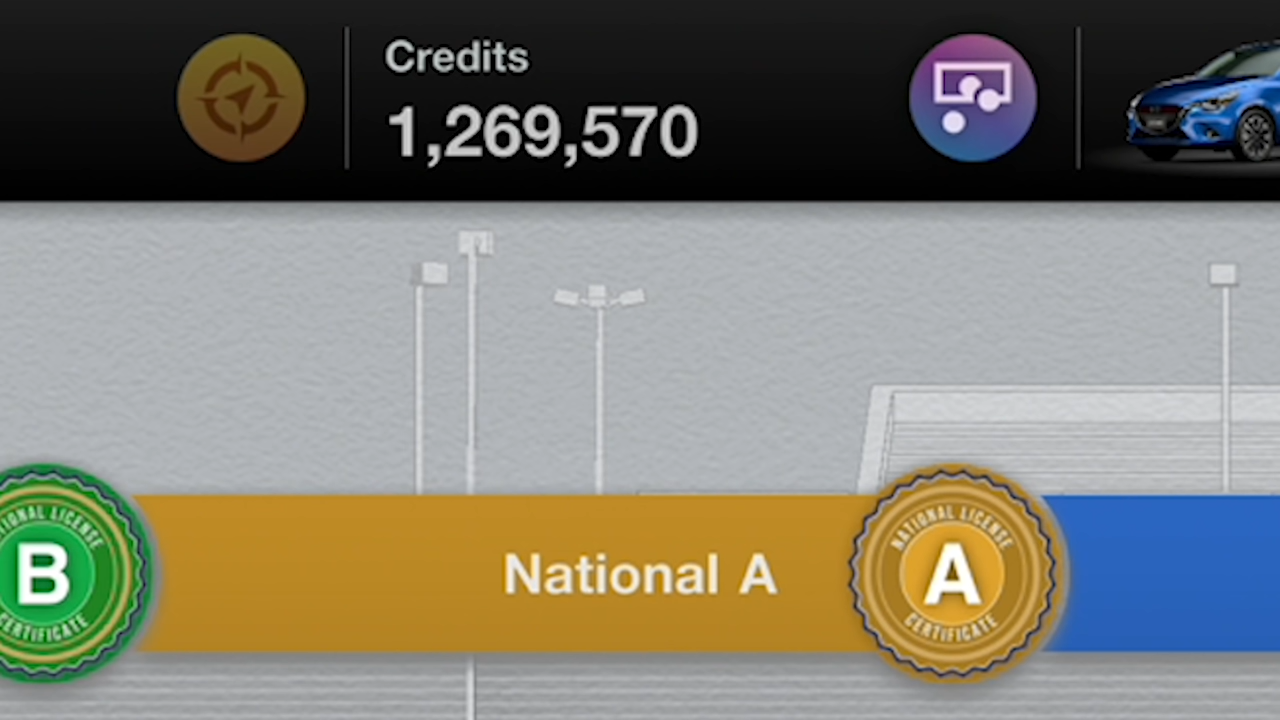 Credits
1,269,570
NATIONAL LICENSE
B
CERTIFICATE
National A
NATIONAL LICENSE
A
CERTIFICATE